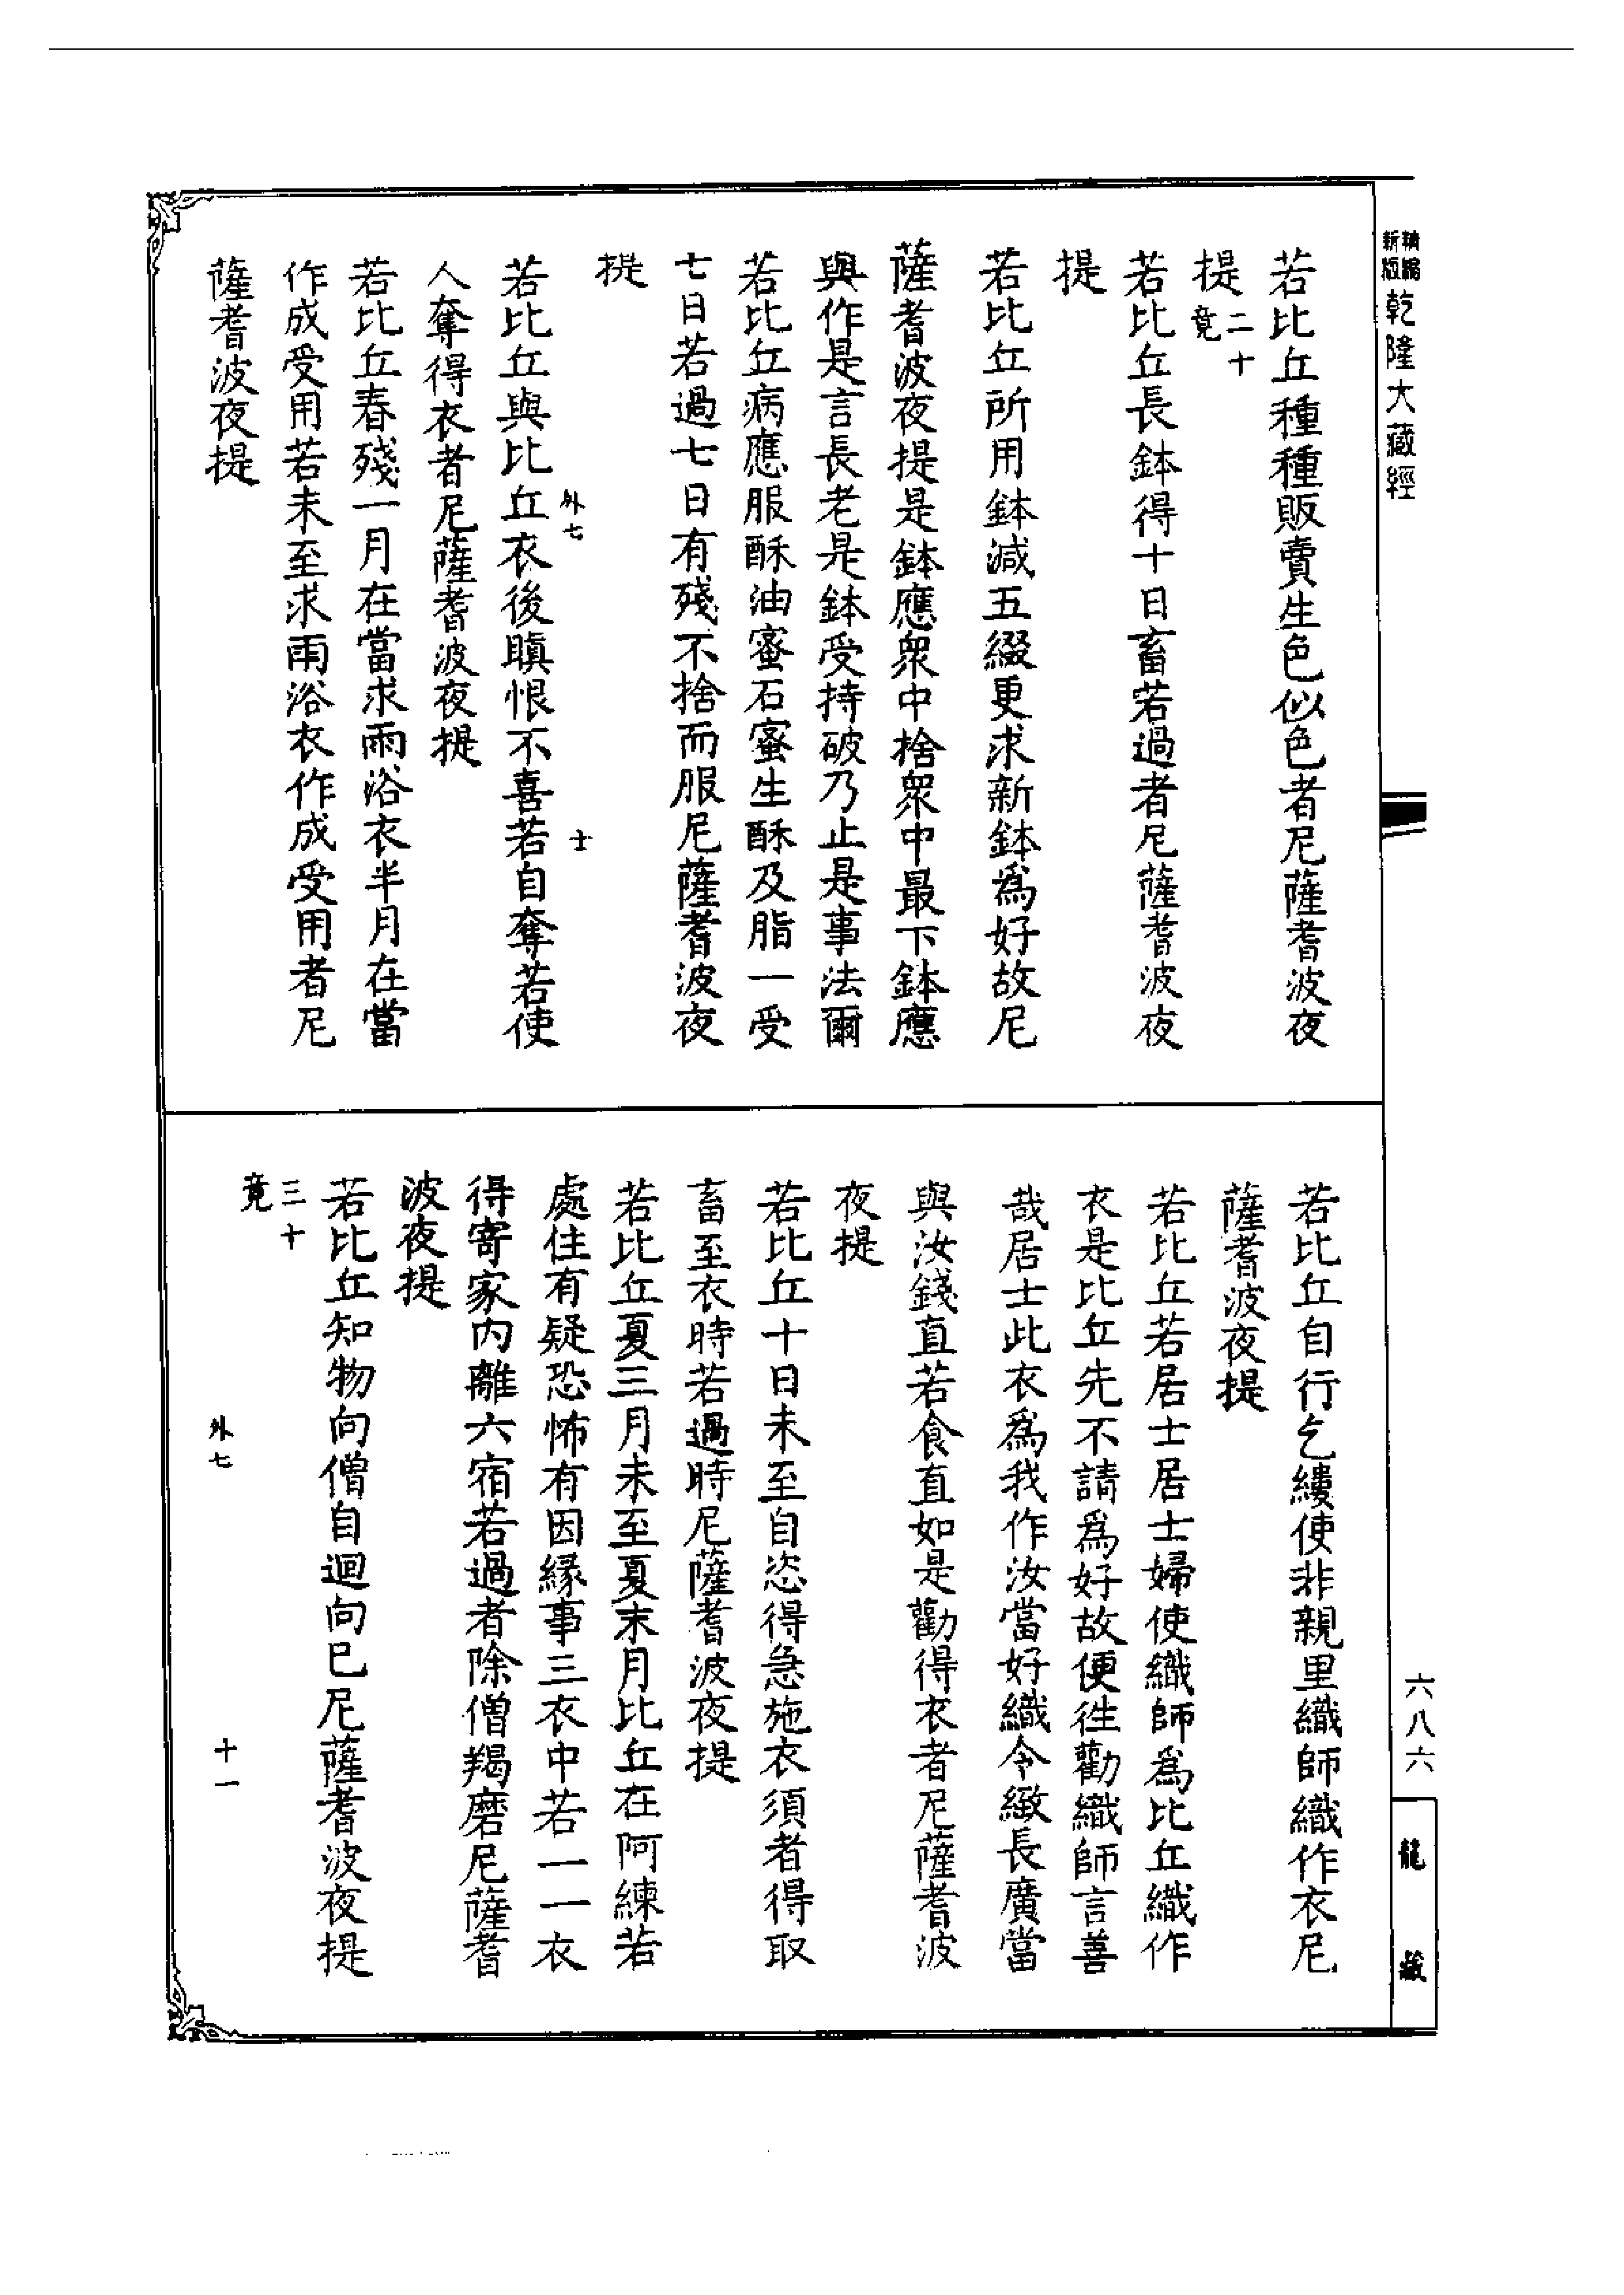 新版
精編
乾隆大藏經
若比丘種種販賣生色似色者尼薩耆波夜
提二十竟
若比丘長鉢得十日畜若過者尼薩耆波夜
提
若比丘所用鉢減五綴更求新鉢爲好故尼
薩耆波夜提是鉢應衆中捨衆中最下鉢應
與作是言長老是鉢受持破乃止是事法爾
若比丘病應服酥油蜜石蜜生酥及脂一受
七日若過七日有殘不捨而服尼薩耆波夜
提
外七
士
若比丘與比丘衣後瞋恨不喜若自奪若使
人奪得衣者尼薩耆波夜提
若比丘春殘一月在當求雨浴衣半月在當
作成受用若未至求雨浴衣作成受用者尼
薩耆波夜提
若比丘自行乞縷使非親里織師織作衣尼
薩耆波夜提
若比丘若居士居士婦使織師爲比丘織作
衣是比丘先不請爲好故便徃勸織師言善
哉居士此衣爲我作汝當好織令緻長廣當
與汝錢直若食直如是勸得衣者尼薩耆波
夜提
若比丘十日未至自恣得急施衣須者得取
畜至衣時若過時尼薩耆波夜提
若比丘夏三月未至夏末月比丘在阿練若
處住有疑恐怖有因緣事三衣中若一一衣
得寄家內離六宿若過者除僧羯磨尼薩耆
波夜提
若比丘知物向僧自迴向已尼薩耆波夜提
三十
竟
外七
十一
六八六
龍藏